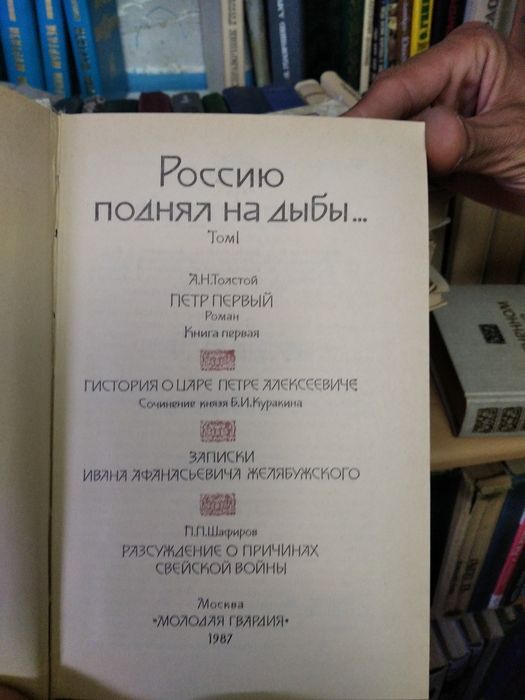 Россию
поднял на дыбы...
Том I
А.Н.Толстой
ПЕТР ПЕРВЫЙ
Роман
Книга первая
ГИСТОРИЯ О ЦАРЕ ПЕТРЕ АЛЕКСЕЕВИЧЕ
Сочинение князя Б.И.Куракина
ЗАПИСКИ
ИВАНА АФАНАСЬЕВИЧА ЖЕЛЯБУЖСКОГО
П.П.Шафиров
РАЗСУЖДЕНИЕ О ПРИЧИНАХ
СВЕЙСКОЙ ВОЙНЫ
Москва
«МОЛОДАЯ ГВАРДИЯ»
1987